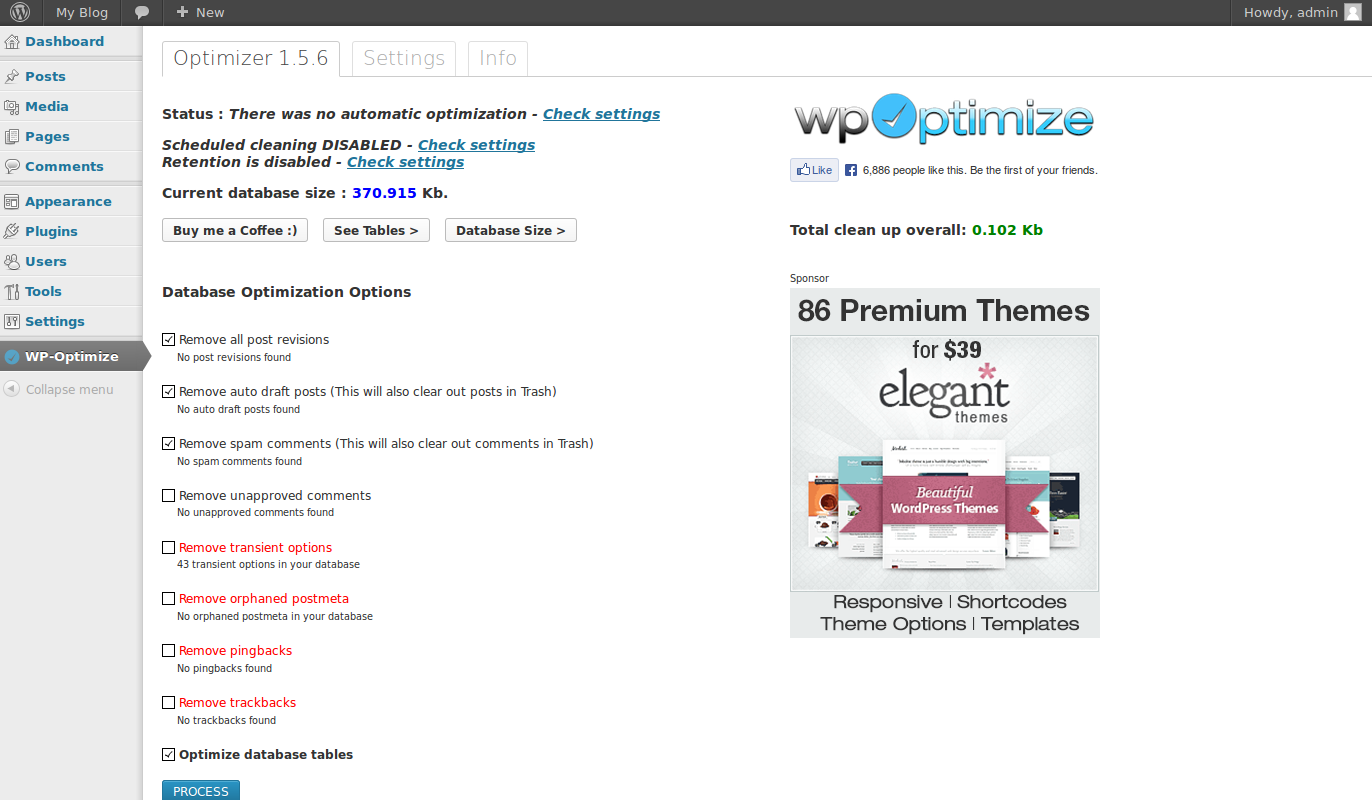 My Blog
New
Howdy, admin
Dashboard
Posts
Media
Pages
Comments
Appearance
Plugins
Users
Tools
Settings
WP-Optimize
Collapse menu
Optimizer 1.5.6
Settings
Info
Status : There was no automatic optimization - Check settings
Scheduled cleaning DISABLED - Check settings
Retention is disabled - Check settings
Current database size : 370.915 Kb.
Buy me a Coffee :)
See Tables >
Database Size >
Database Optimization Options
Remove all post revisions
No post revisions found
Remove auto draft posts (This will also clear out posts in Trash)
No auto draft posts found
Remove spam comments (This will also clear out comments in Trash)
No spam comments found
Remove unapproved comments
No unapproved comments found
Remove transient options
43 transient options in your database
Remove orphaned postmeta
No orphaned postmeta in your database
Remove pingbacks
No pingbacks found
Remove trackbacks
No trackbacks found
Optimize database tables
PROCESS
wp ptimize
Like
6,886 people like this. Be the first of your friends.
Total clean up overall: 0.102 Kb
Sponsor
86 Premium Themes
for $39
elegant
themes
Beautiful
WordPress Themes
Responsive | Shortcodes
Theme Options | Templates